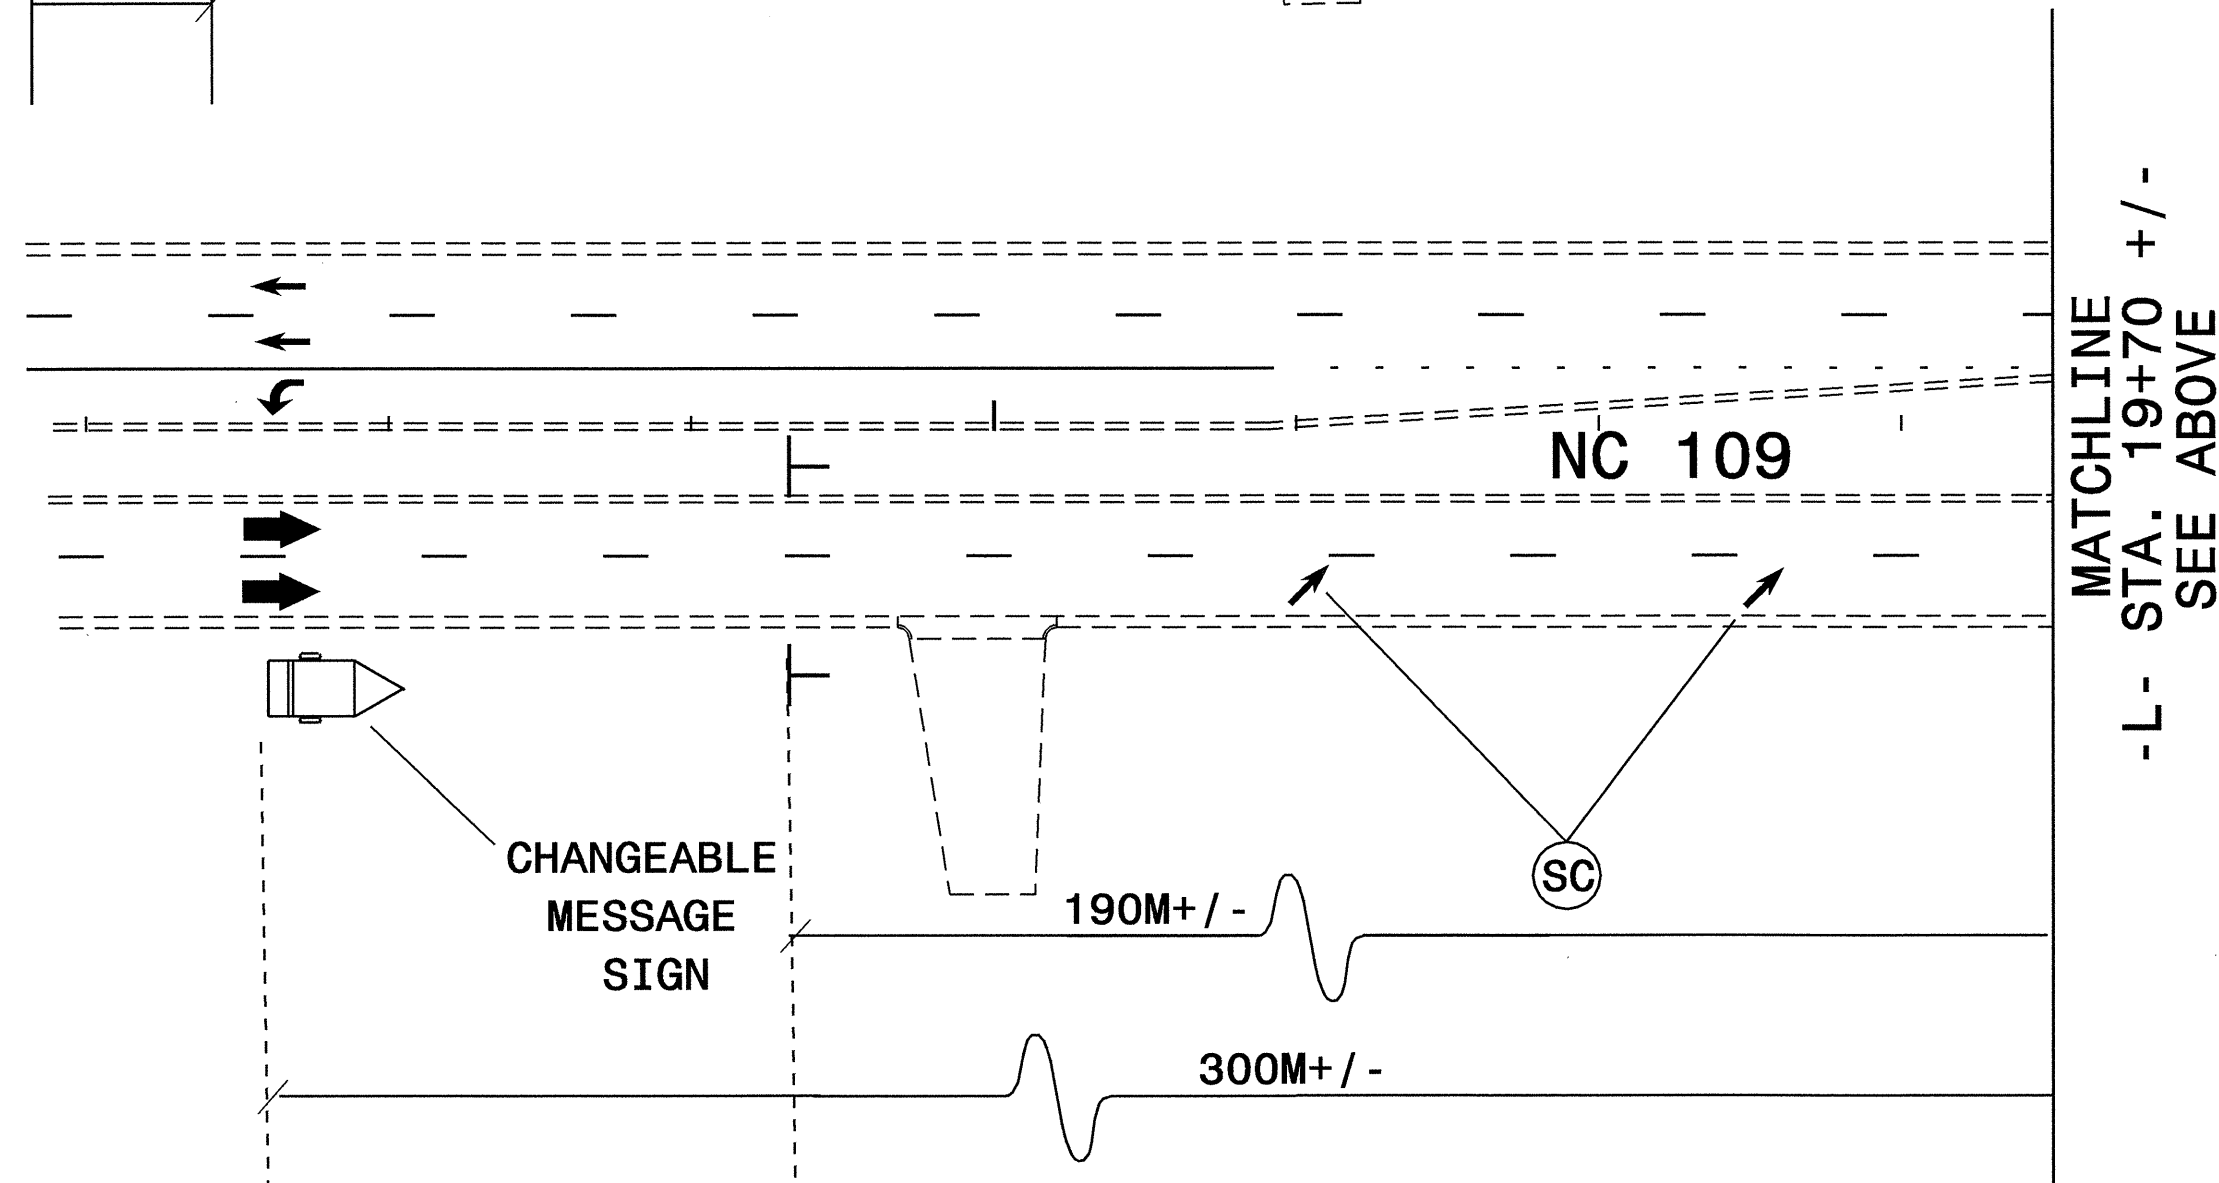 NC 109
MATCHLINE
-L- STA. 19+70 +/-
SEE ABOVE
CHANGEABLE
MESSAGE
SIGN
SC
190M+/-
300M+/-